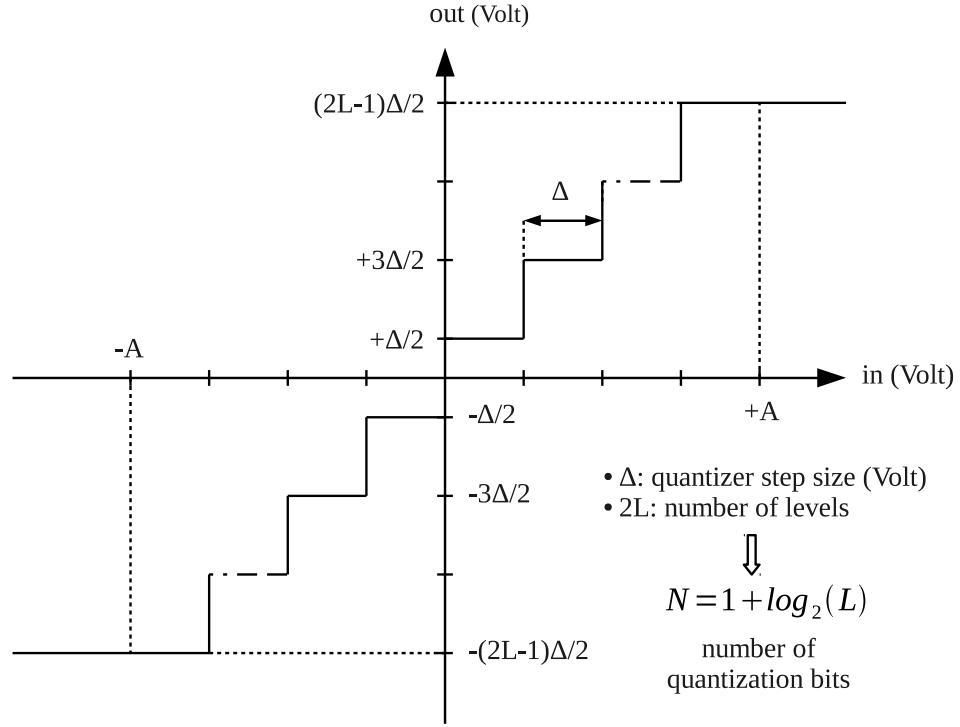 out (Volt)
(2L-1)Δ/2
Δ
+3Δ/2
+Δ/2
-A
in (Volt)
+A
-Δ/2
-3Δ/2
• Δ: quantizer step size (Volt)
• 2L: number of levels
N=1+log₂(L)
-(2L-1)Δ/2
number of
quantization bits